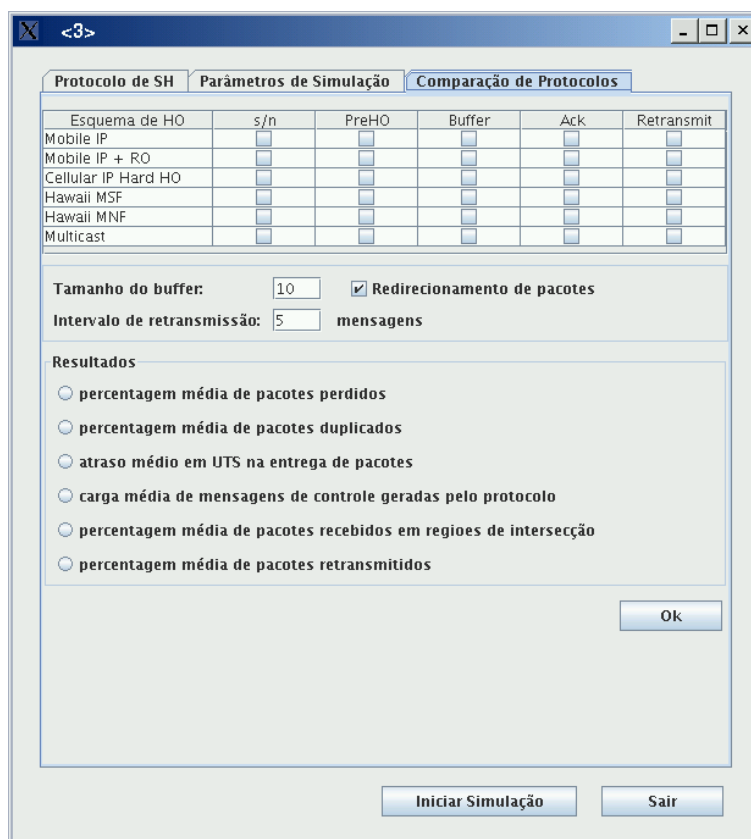 <3>
Protocolo de SH Parâmetros de Simulação Comparação de Protocolos
Esquema de HO s/n PreHO Buffer Ack Retransmit
Mobile IP
Mobile IP + RO
Cellular IP Hard HO
Hawaii MSF
Hawaii MNF
Multicast
Tamanho do buffer: 10 Redirecionamento de pacotes
Intervalo de retransmissão: 5 mensagens
Resultados
percentagem média de pacotes perdidos
percentagem média de pacotes duplicados
atraso médio em UTS na entrega de pacotes
carga média de mensagens de controle geradas pelo protocolo
percentagem média de pacotes recebidos em regioes de intersecção
percentagem média de pacotes retransmitidos
Ok
Iniciar Simulação Sair